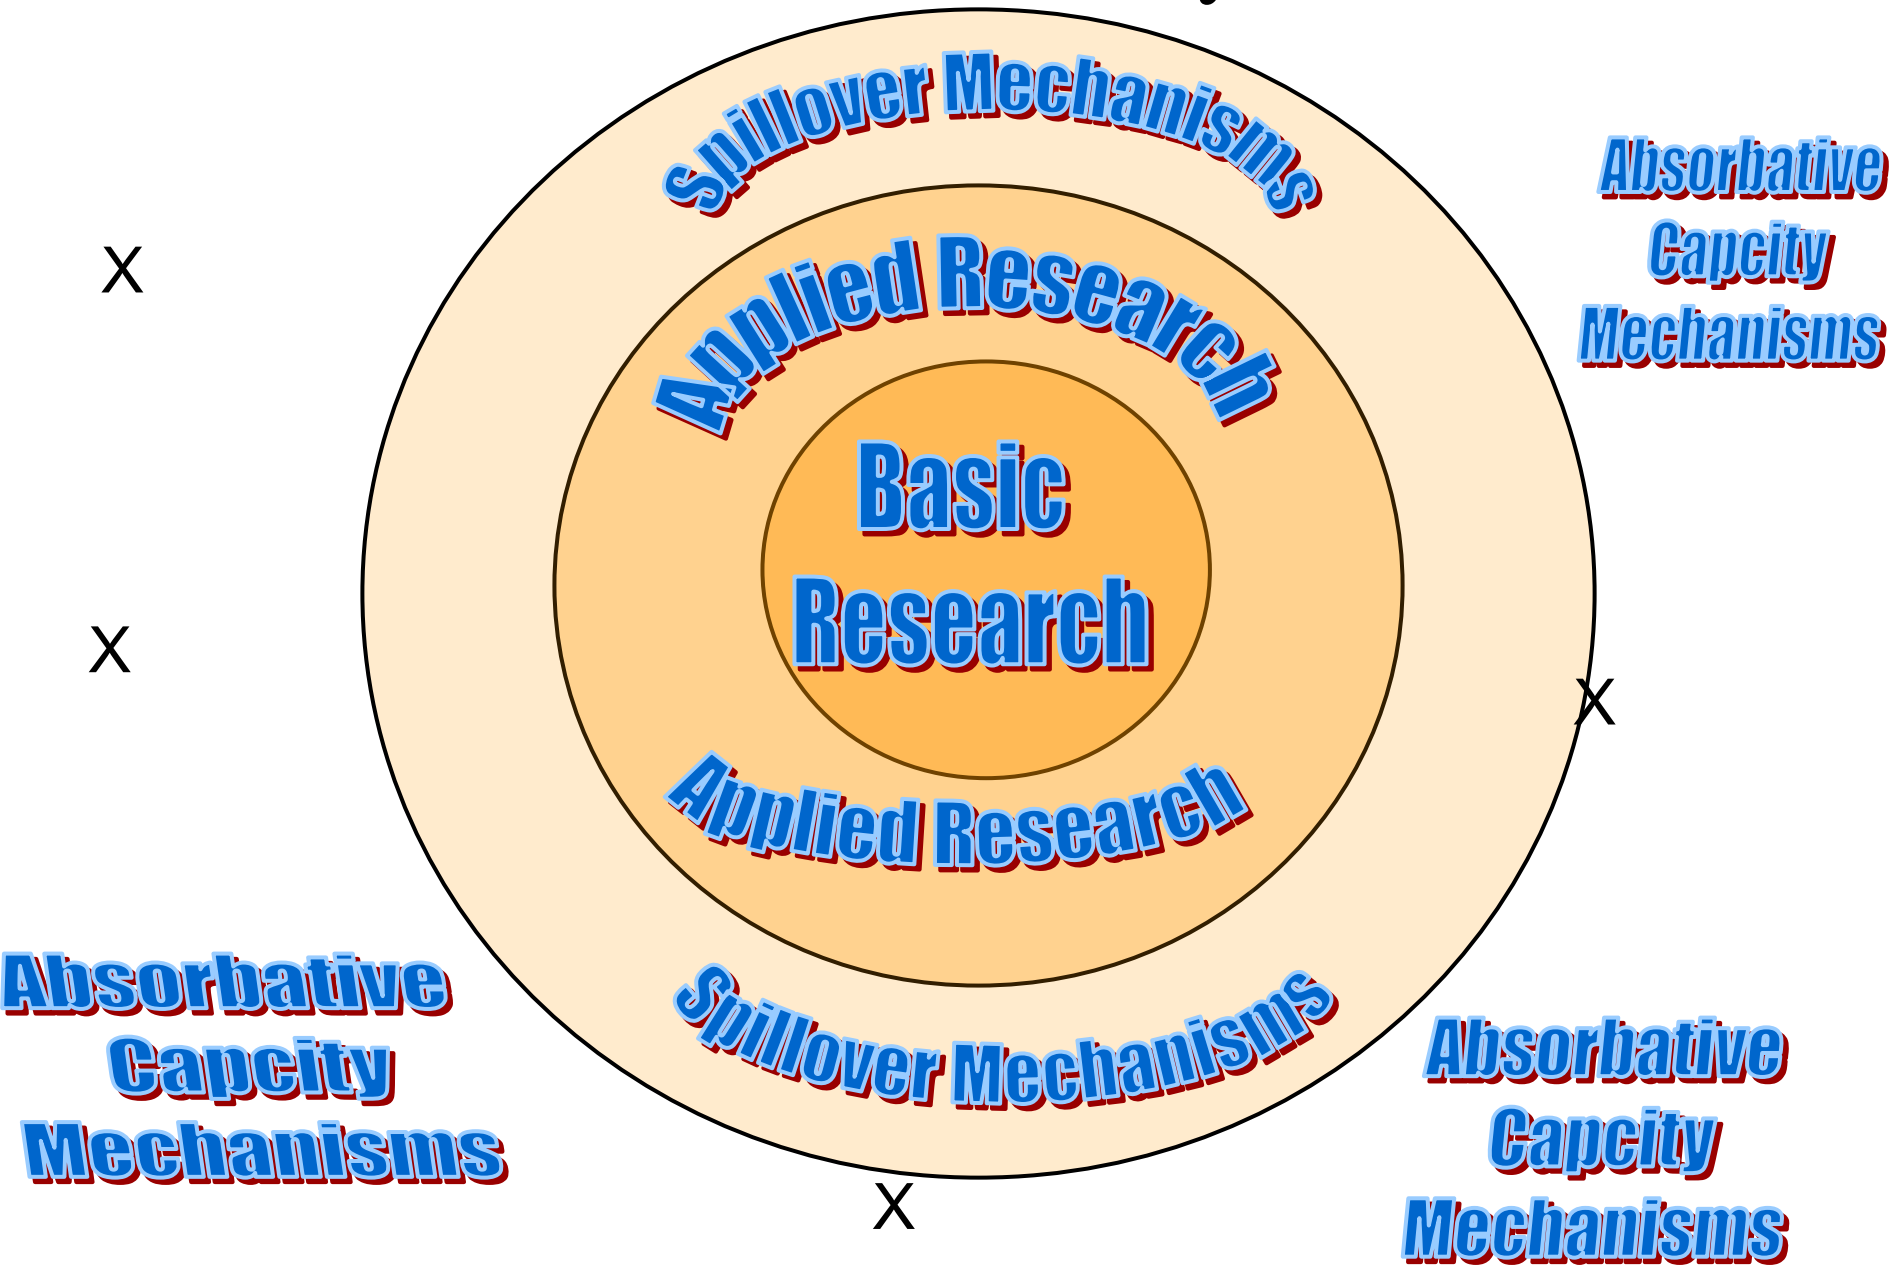 Spillover Mechanisms
Absorbative
Capcity
Mechanisms
X
Applied Research
Basic
Research
X
X
Applied Research
Spillover Mechanisms
Absorbative
Capcity
Mechanisms
Absorbative
Capcity
Mechanisms
X